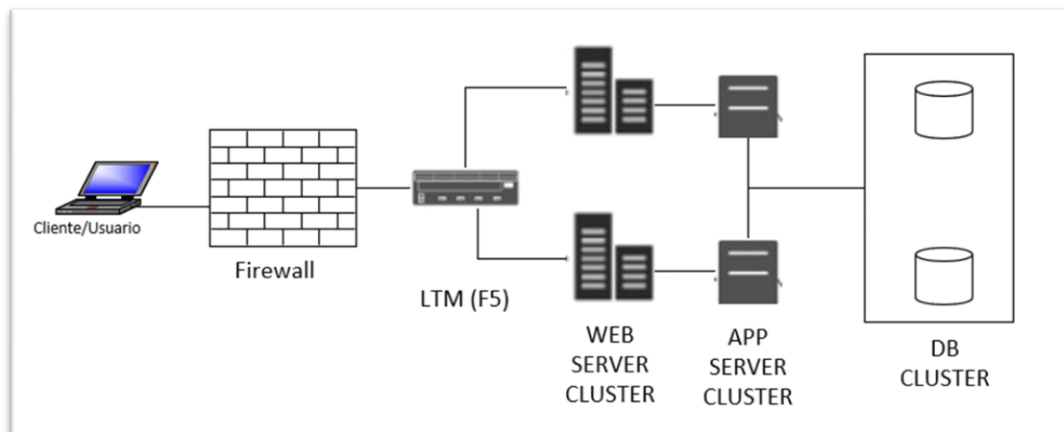 Cliente/Usuario
Firewall
LTM (F5)
WEB
SERVER
CLUSTER
APP
SERVER
CLUSTER
DB
CLUSTER